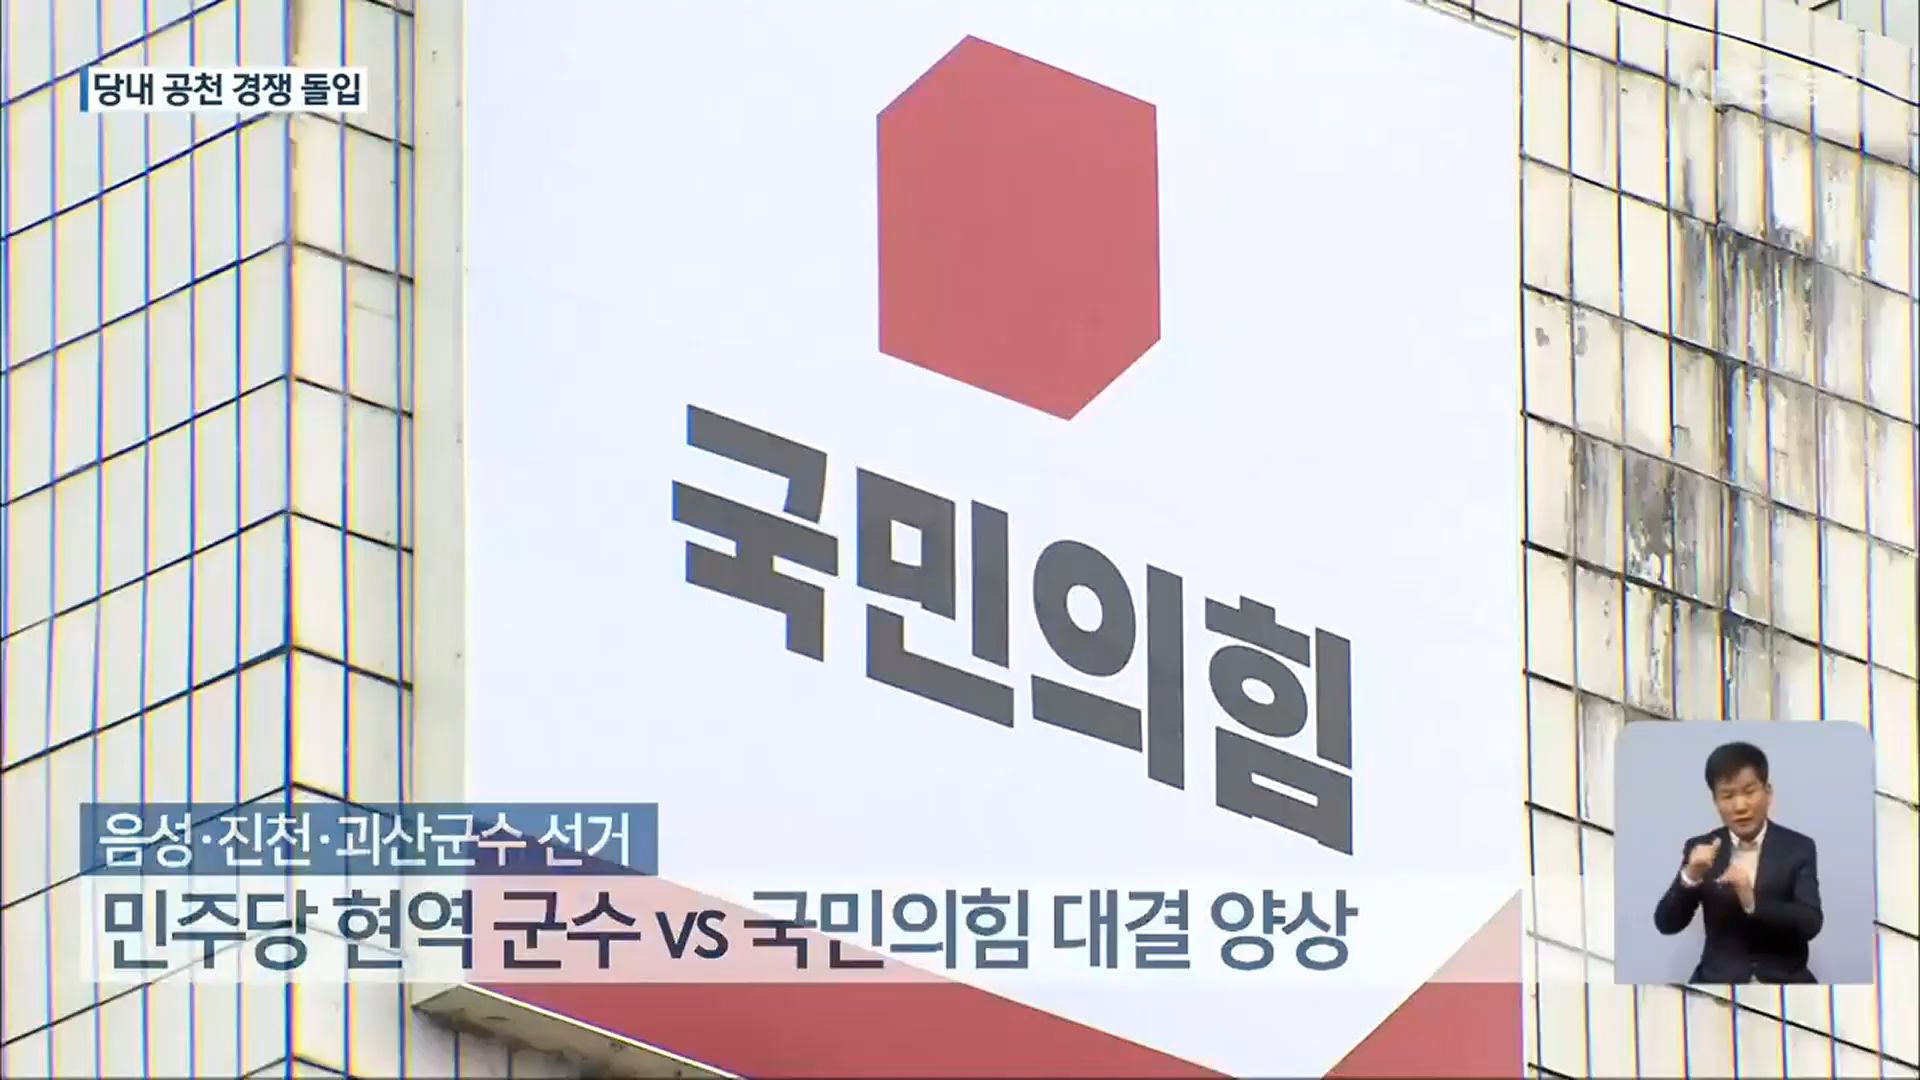 당내 공천 경쟁 돌입
국민의힘
음성·진천·괴산군수 선거
민주당 현역 군수 vs 국민의힘 대결 양상